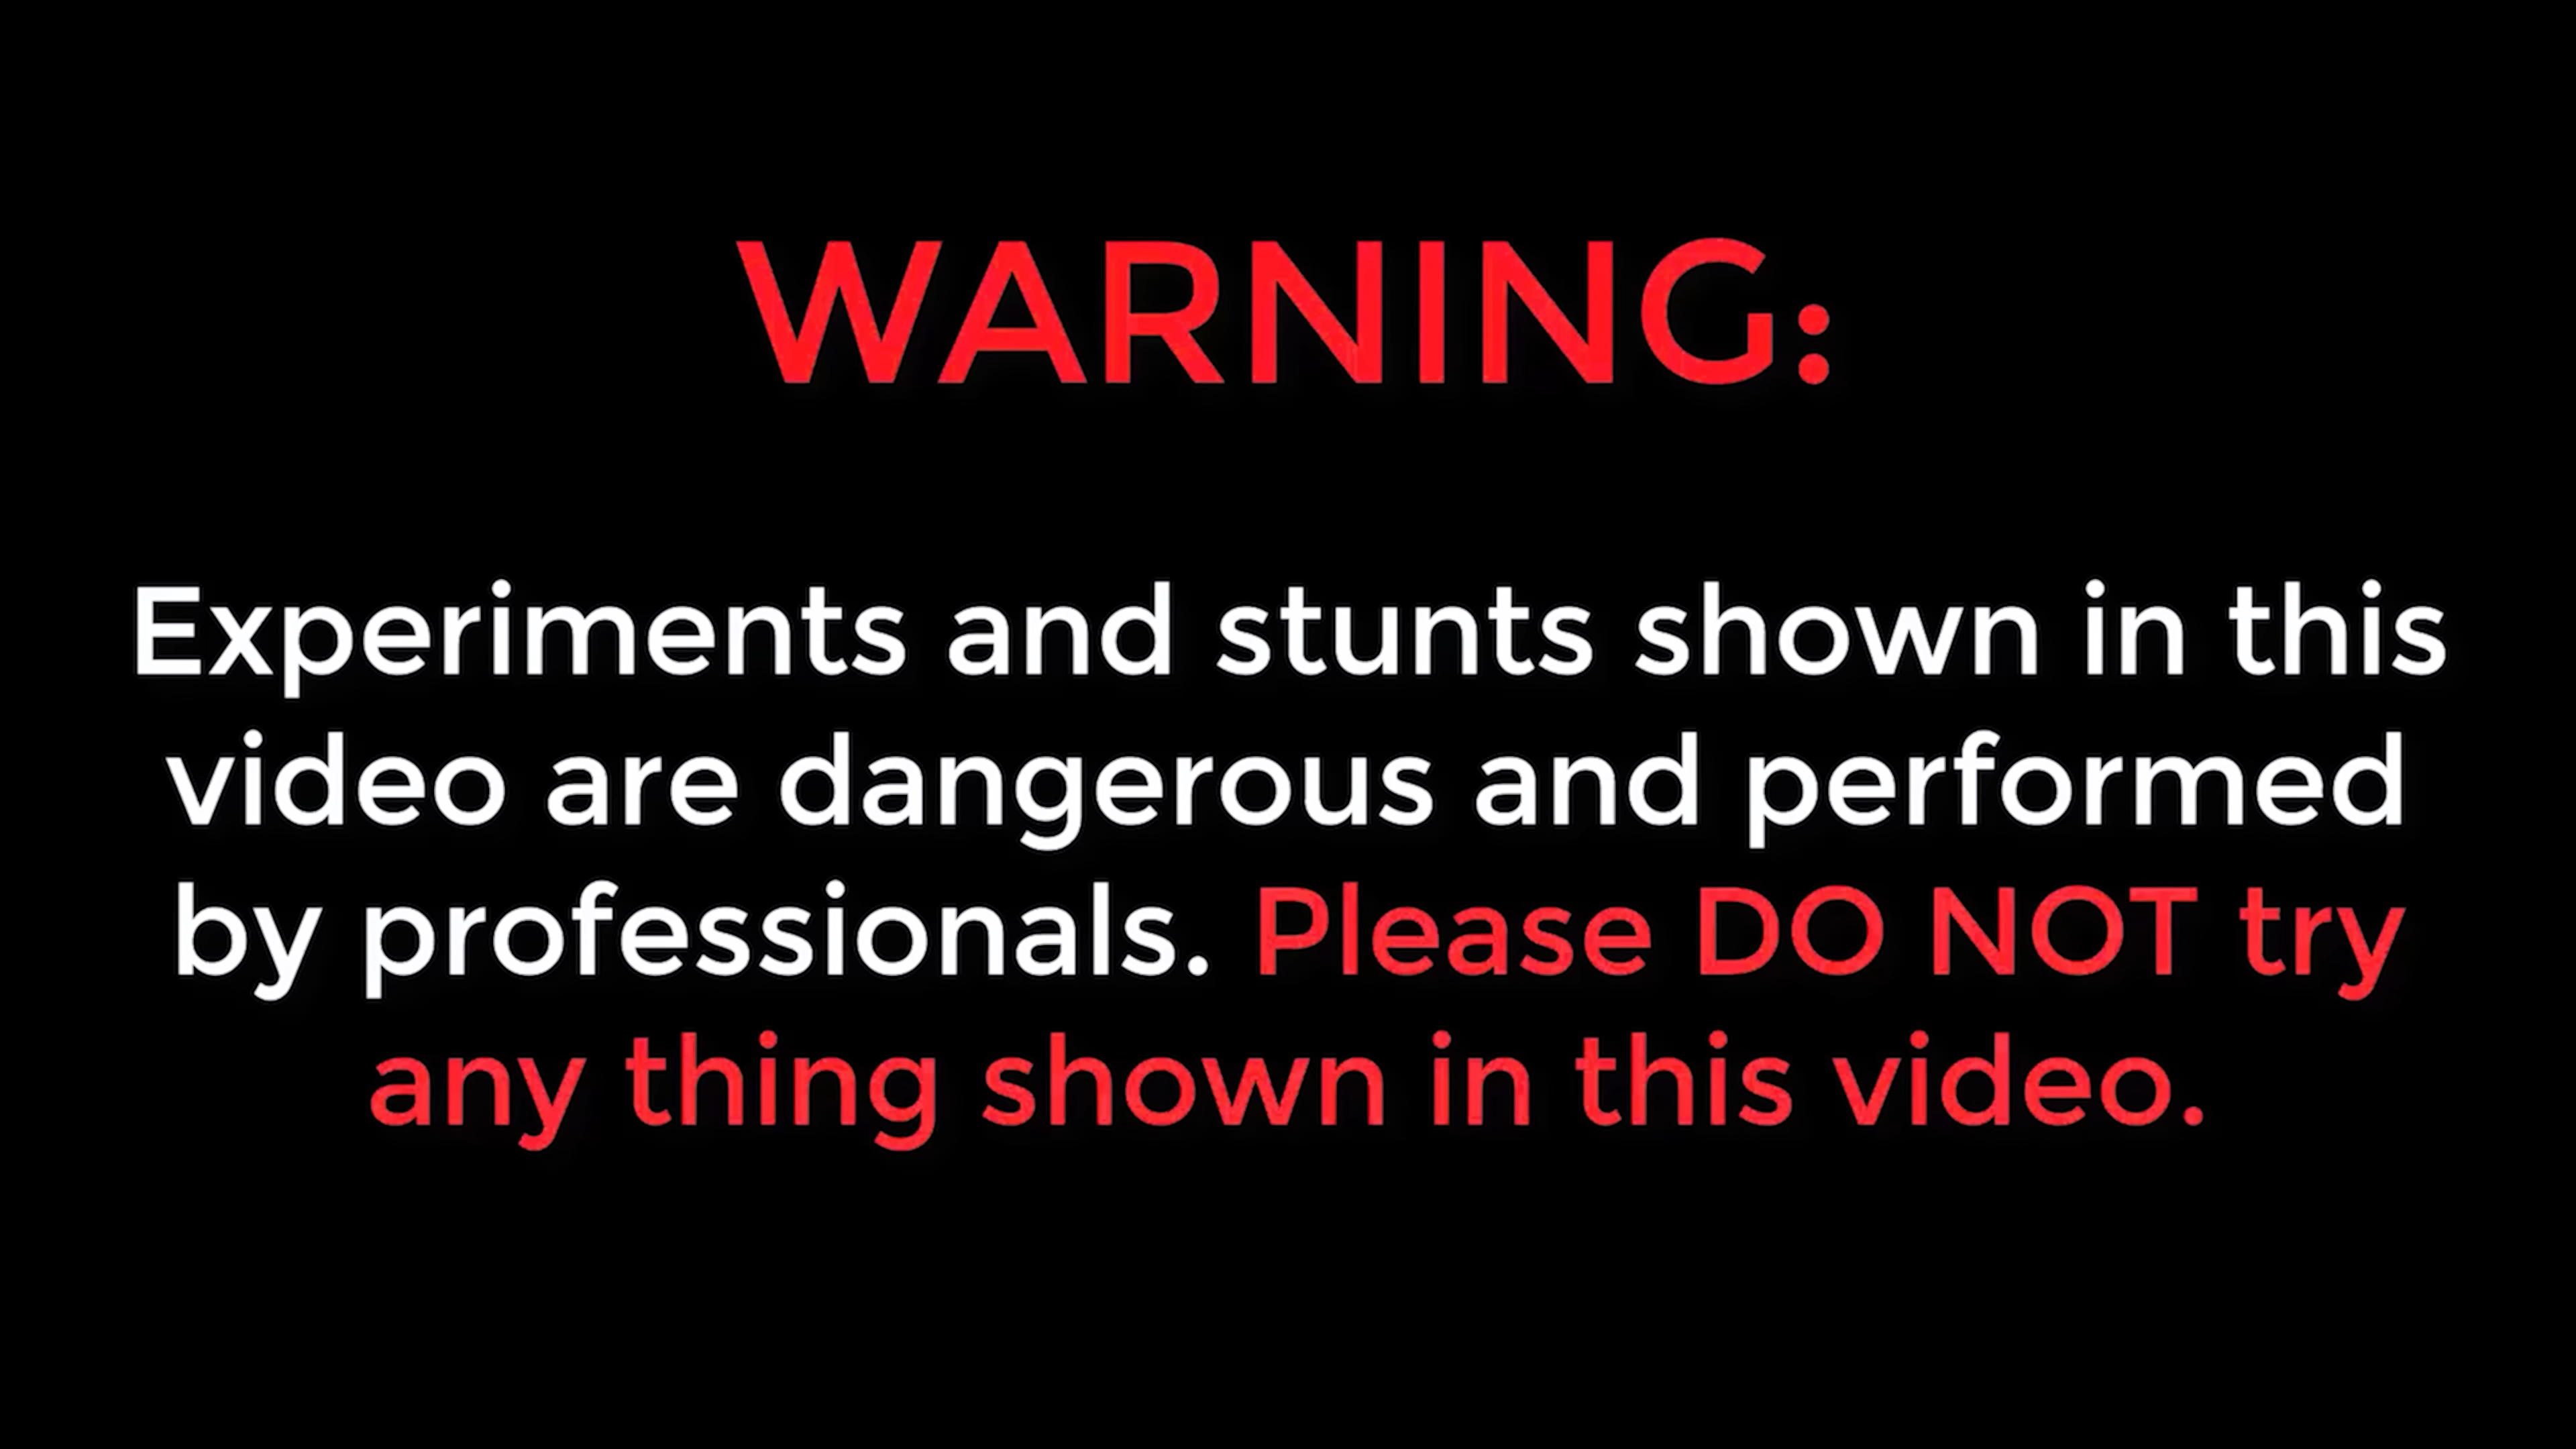 WARNING:
Experiments and stunts shown in this
video are dangerous and performed
by professionals. Please DO NOT try
any thing shown in this video.